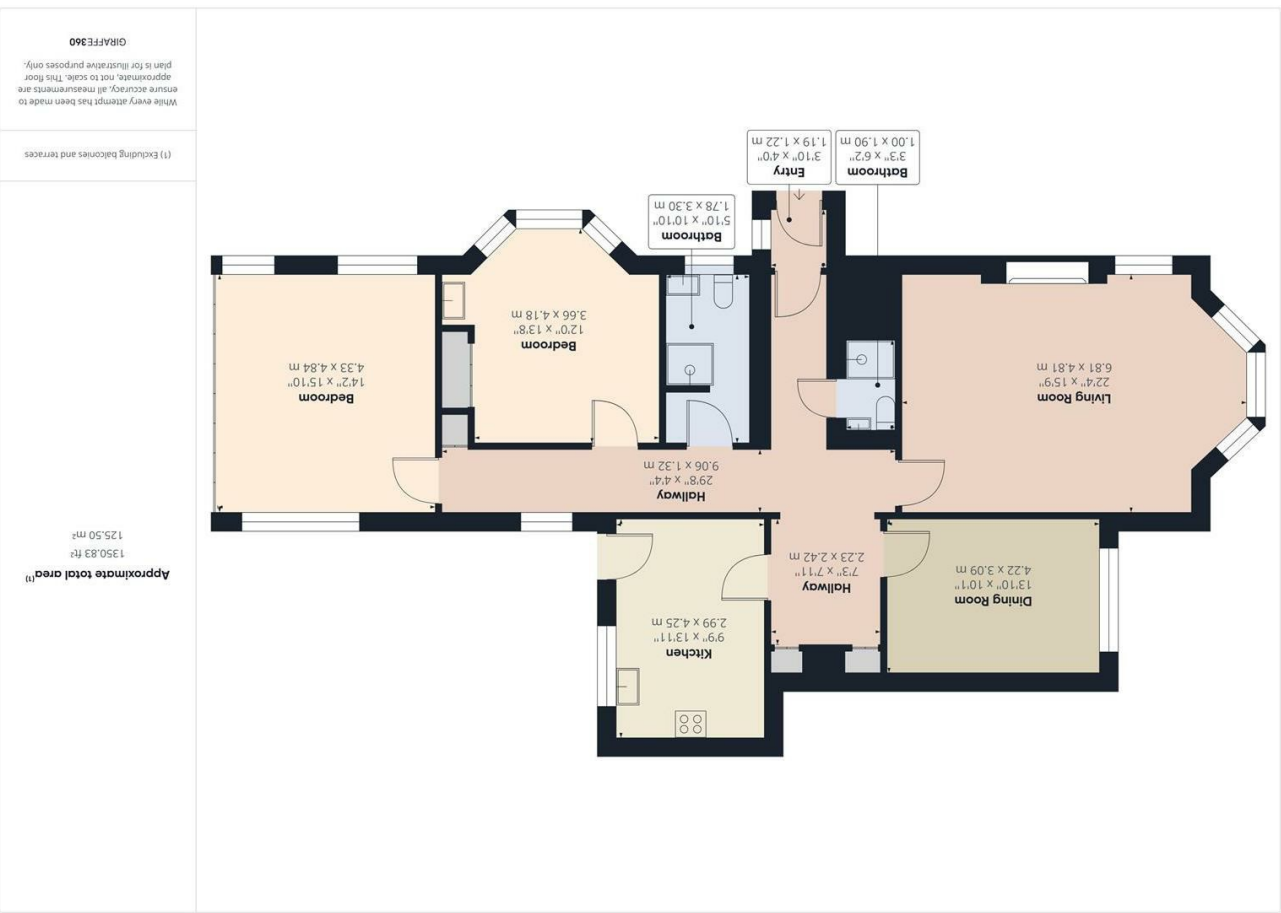 Living Room
22'4" x 15'9"
6.81 x 4.81 m
Bathroom
3'3" x 6'2"
1.00 x 1.90 m
Entry
3'10" x 4'0"
1.19 x 1.22 m
Bathroom
5'10" x 10'10"
1.78 x 3.30 m
Bedroom
12'0" x 13'8"
3.66 x 4.18 m
Bedroom
14'2" x 15'10"
4.33 x 4.84 m
Hallway
29'8" x 4'4"
9.06 x 1.32 m
Dining Room
13'10" x 10'1"
4.22 x 3.09 m
Hallway
7'3" x 7'11"
2.23 x 2.42 m
Kitchen
9'9" x 13'11"
2.99 x 4.25 m
Approximate total area(1)
1350.83 ft²
125.50 m²
(1) Excluding balconies and terraces
While every attempt has been made to
ensure accuracy, all measurements are
approximate, not to scale. This floor
plan is for illustrative purposes only.
GIRAFFE360